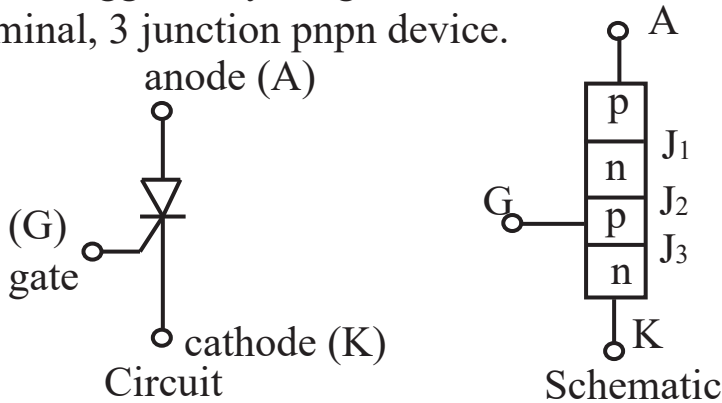 minal, 3 junction pnpn device.
anode (A)
(G)
gate
cathode (K)
Circuit
A
p
J1
n
J2
G
p
J3
n
K
Schematic